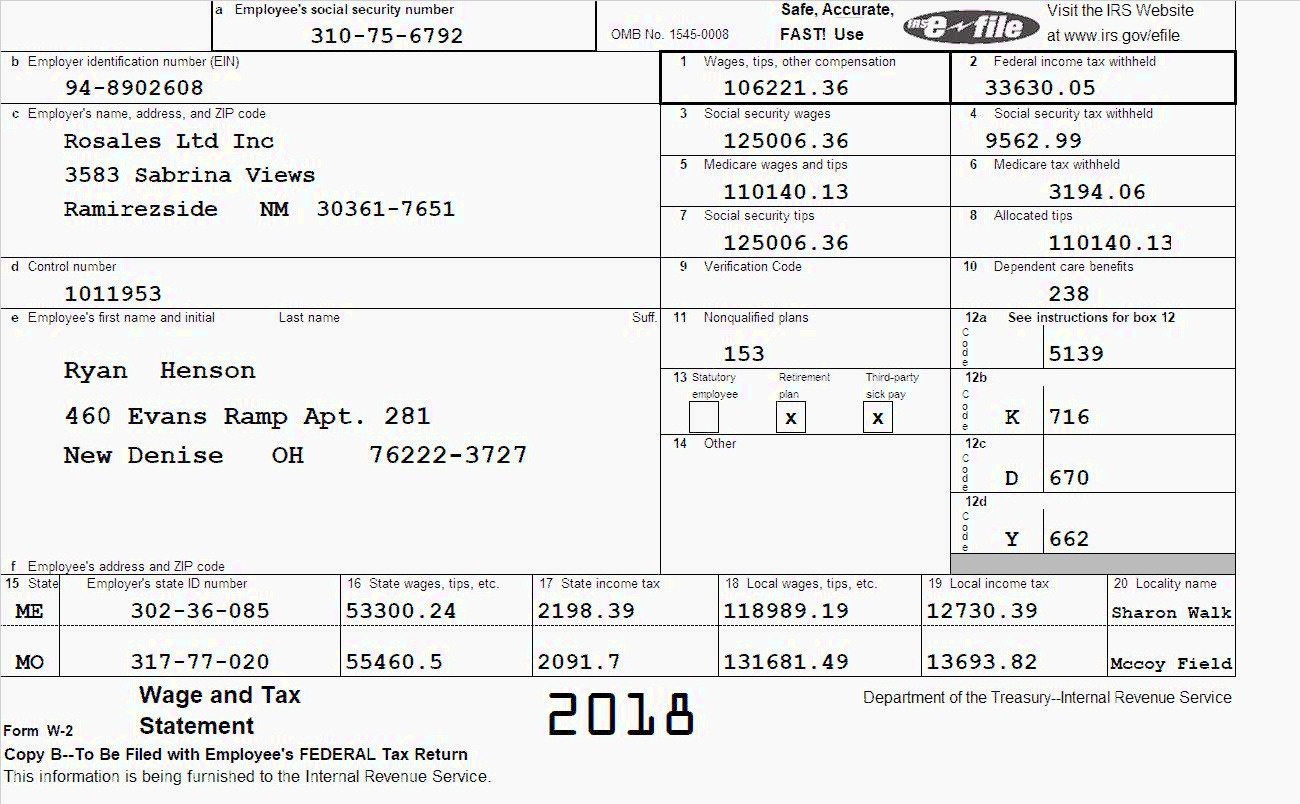 a Employee's social security number
310-75-6792
OMB No. 1545-0008
Safe, Accurate,
FAST! Use
IRS e-file
Visit the IRS Website
at www.irs gov/efile
b Employer identification number (EIN)
94-8902608
1 Wages, tips, other compensation
106221.36
2 Federal income tax withheld
33630.05
c Employer's name, address, and ZIP code
Rosales Ltd Inc
3583 Sabrina Views
Ramirezside NM 30361-7651
3 Social security wages
125006.36
4 Social security tax withheld
9562.99
5 Medicare wages and tips
110140.13
6 Medicare tax withheld
3194.06
7 Social security tips
125006.36
8 Allocated tips
110140.13
d Control number
1011953
9 Verification Code
10 Dependent care benefits
238
e Employee's first name and initial Last name Suff.
Ryan Henson
460 Evans Ramp Apt. 281
New Denise OH 76222-3727
11 Nonqualified plans
153
12a See instructions for box 12
Code
5139
13 Statutory employee
Retirement plan
x
Third-party sick pay
x
12b
Code
K 716
14 Other
12c
Code
D 670
12d
Code
Y 662
f Employee's address and ZIP code
15 State Employer's state ID number 16 State wages, tips, etc. 17 State income tax 18 Local wages, tips, etc. 19 Local income tax 20 Locality name
ME 302-36-085 53300.24 2198.39 118989.19 12730.39 Sharon Walk
MO 317-77-020 55460.5 2091.7 131681.49 13693.82 Mccoy Field
Form W-2
Wage and Tax
Statement
2018
Department of the Treasury--Internal Revenue Service
Copy B--To Be Filed with Employee's FEDERAL Tax Return
This information is being furnished to the Internal Revenue Service.